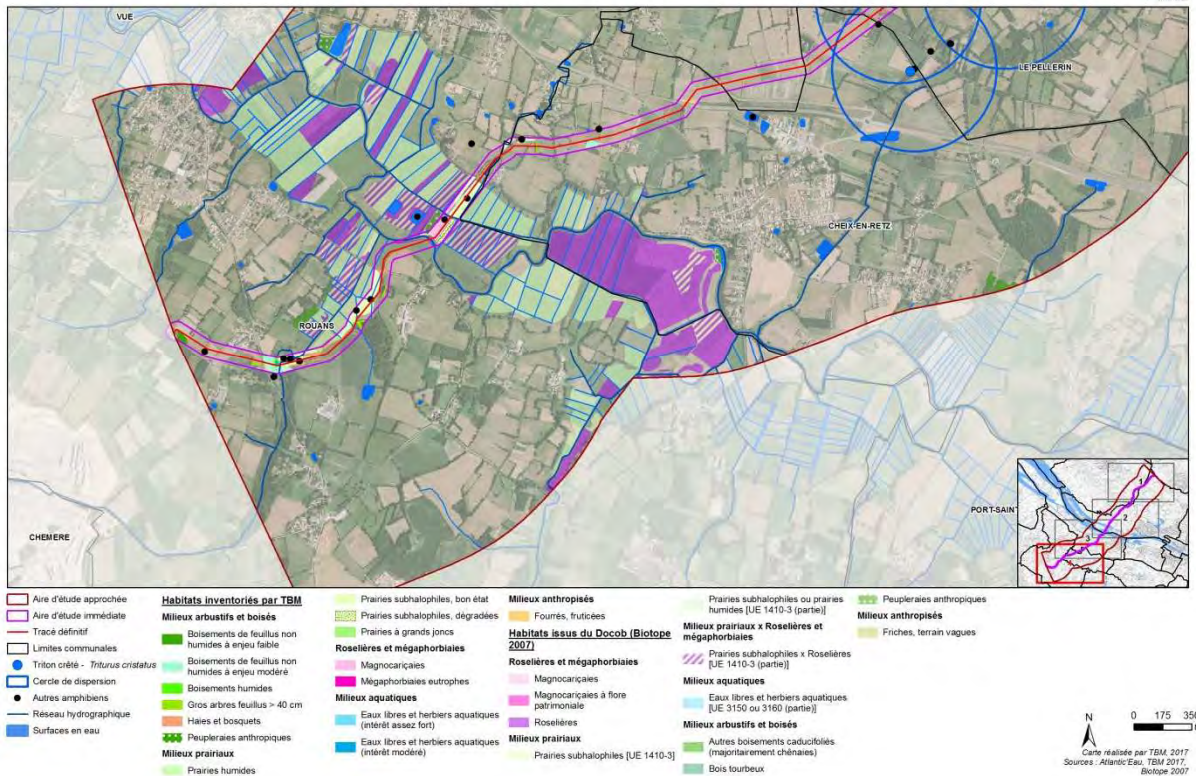 VUE
LE PELLERIN
CHEIX-EN-RETZ
ROUANS
CHEMERE
PORT-SAINT
1
2
3
Aire d'étude approchée
Aire d'étude immédiate
Tracé définitif
Limites communales
Triton crêté - Triturus cristatus
Cercle de dispersion
Autres amphibiens
Réseau hydrographique
Surfaces en eau
Habitats inventoriés par TBM
Milieux arbustifs et boisés
Boisements de feuillus non
humides à enjeu faible
Boisements de feuillus non
humides à enjeu modéré
Boisements humides
Gros arbres feuillus > 40 cm
Haies et bosquets
Peupleraies anthropiques
Milieux prairiaux
Prairies humides
Prairies subhalophiles, bon état
Prairies subhalophiles, dégradées
Prairies à grands joncs
Roselières et mégaphorbiaies
Magnocariçaies
Mégaphorbiaies eutrophes
Milieux aquatiques
Eaux libres et herbiers aquatiques
(intérêt assez fort)
Eaux libres et herbiers aquatiques
(intérêt modéré)
Milieux anthropisés
Fourrés, fruticées
Habitats issus du Docob (Biotope
2007)
Roselières et mégaphorbiaies
Magnocariçaies
Magnocariçaies à flore
patrimoniale
Roselières
Milieux prairiaux
Prairies subhalophiles [UE 1410-3]
Prairies subhalophiles ou prairies
humides [UE 1410-3 (partie)]
Milieux prairiaux x Roselières et
mégaphorbiaies
Prairies subhalophiles x Roselières
[UE 1410-3 (partie)]
Milieux aquatiques
Eaux libres et herbiers aquatiques
[UE 3150 ou 3160 (partie)]
Milieux arbustifs et boisés
Autres boisements caducifoliés
(majoritairement chênaies)
Bois tourbeux
Peupleraies anthropiques
Milieux anthropisés
Friches, terrain vagues
N
0 175 350
Carte réalisée par TBM, 2017
Sources : Atlantic'Eau, TBM 2017,
Biotope 2007